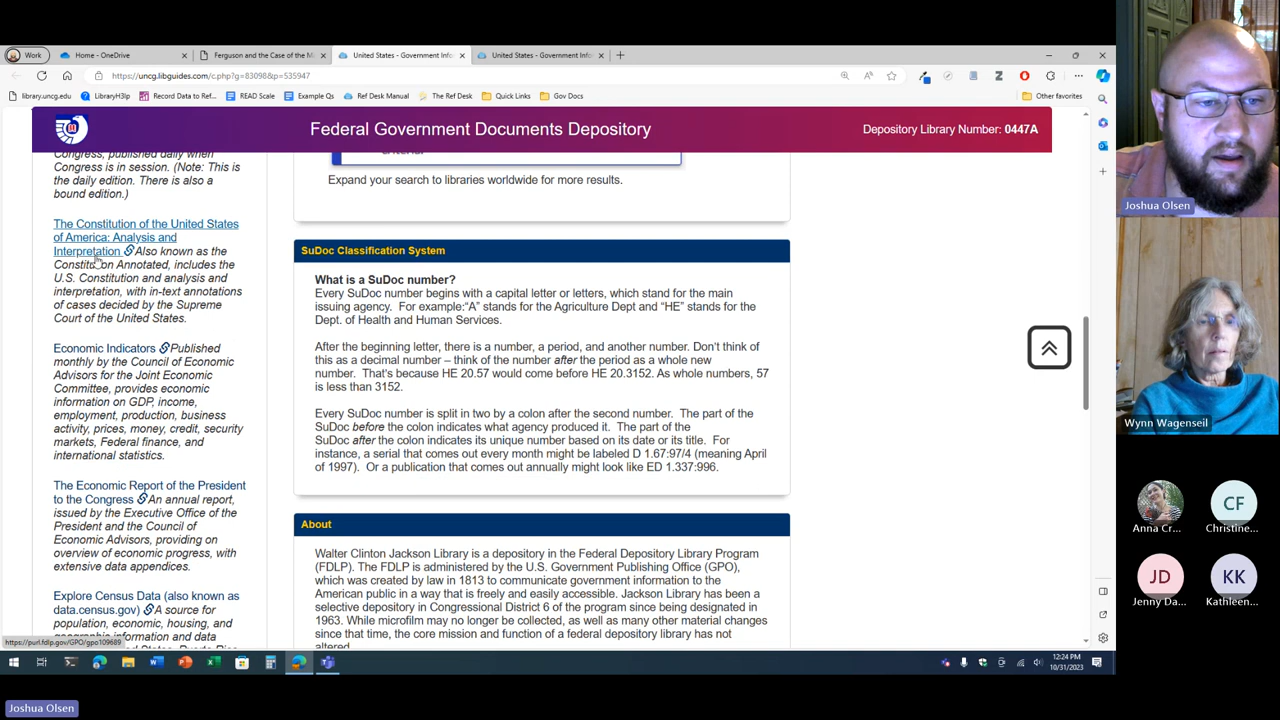 Work
Home - OneDrive
Ferguson and the Case of the M
United States - Government Info
United States - Government Info
https://uncg.libguides.com/c.php?g=83098&p=535947
library.uncg.edu
LibraryH3lp
Record Data to Ref...
READ Scale
Example Qs
Ref Desk Manual
The Ref Desk
Quick Links
Gov Docs
Other favorites
Federal Government Documents Depository
Depository Library Number: 0447A
Congress, published daily when
Congress is in session. (Note: This is
the daily edition. There is also a
bound edition.)
The Constitution of the United States
of America: Analysis and
Interpretation Also known as the
Constitution Annotated, includes the
U.S. Constitution and analysis and
interpretation, with in-text annotations
of cases decided by the Supreme
Court of the United States.
Economic Indicators Published
monthly by the Council of Economic
Advisors for the Joint Economic
Committee, provides economic
information on GDP, income,
employment, production, business
activity, prices, money, credit, security
markets, Federal finance, and
international statistics.
The Economic Report of the President
to the Congress An annual report,
issued by the Executive Office of the
President and the Council of
Economic Advisors, providing on
overview of economic progress, with
extensive data appendices.
Explore Census Data (also known as
data.census.gov) A source for
population, economic, housing, and
geographic information and data
https://purl.fdlp.gov/GPO/gpo109689
criteria.
Expand your search to libraries worldwide for more results.
SuDoc Classification System
What is a SuDoc number?
Every SuDoc number begins with a capital letter or letters, which stand for the main
issuing agency. For example:“A” stands for the Agriculture Dept and “HE” stands for the
Dept. of Health and Human Services.
After the beginning letter, there is a number, a period, and another number. Don't think of
this as a decimal number – think of the number after the period as a whole new
number. That's because HE 20.57 would come before HE 20.3152. As whole numbers, 57
is less than 3152.
Every SuDoc number is split in two by a colon after the second number. The part of the
SuDoc before the colon indicates what agency produced it. The part of the
SuDoc after the colon indicates its unique number based on its date or its title. For
instance, a serial that comes out every month might be labeled D 1.67:97/4 (meaning April
of 1997). Or a publication that comes out annually might look like ED 1.337:996.
About
Walter Clinton Jackson Library is a depository in the Federal Depository Library Program
(FDLP). The FDLP is administered by the U.S. Government Publishing Office (GPO),
which was created by law in 1813 to communicate government information to the
American public in a way that is freely and easily accessible. Jackson Library has been a
selective depository in Congressional District 6 of the program since being designated in
1963. While microfilm may no longer be collected, as well as many other material changes
since that time, the core mission and function of a federal depository library has not
altered.
12:24 PM
10/31/2023
Joshua Olsen
Wynn Wagenseil
Anna Cr...
CF
Christine...
JD
Jenny Da...
KK
Kathleen...
Joshua Olsen